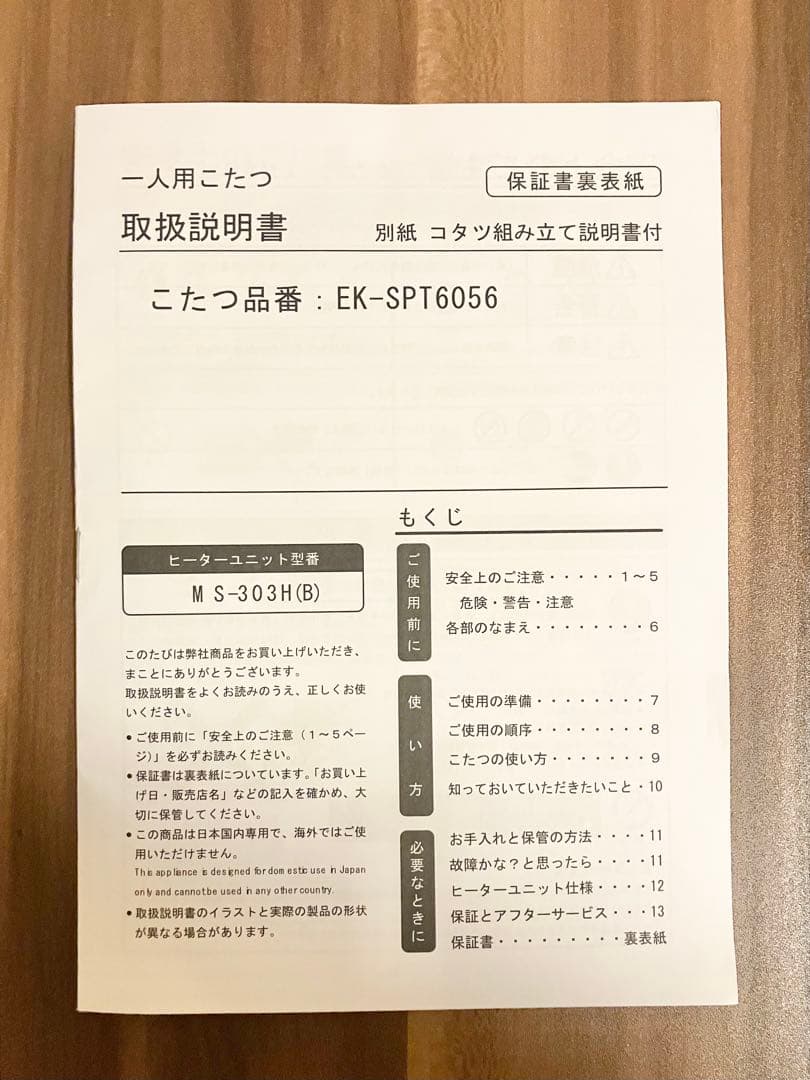 一人用こたつ
保証書裏表紙
取扱説明書
別紙 コタツ組み立て説明書付
こたつ品番：EK-SPT6056
ヒーターユニット型番
MS-303H(B)
このたびは弊社商品をお買い上げいただき、
まことにありがとうございます。
取扱説明書をよくお読みのうえ、正しくお使
いください。
●ご使用前に「安全上のご注意（1～5ペー
ジ)」を必ずお読みください。
●保証書は裏表紙についています。「お買い上
げ日・販売店名」などの記入を確かめ、大
切に保管してください。
●この商品は日本国内専用で、海外ではご使
用いただけません。
This appliance is designed for domestic use in Japan
only and cannot be used in any other country.
●取扱説明書のイラストと実際の製品の形状
が異なる場合があります。
もくじ
ご使用前に
安全上のご注意・・・・・1～5
危険・警告・注意
各部のなまえ・・・・・・・・6
使い方
ご使用の準備・・・・・・・・7
ご使用の順序・・・・・・・・8
こたつの使い方・・・・・・・9
知っておいていただきたいこと・10
必要なときに
お手入れと保管の方法・・・・11
故障かな？と思ったら・・・・11
ヒーターユニット仕様・・・・12
保証とアフターサービス・・・13
保証書・・・・・・・・・裏表紙